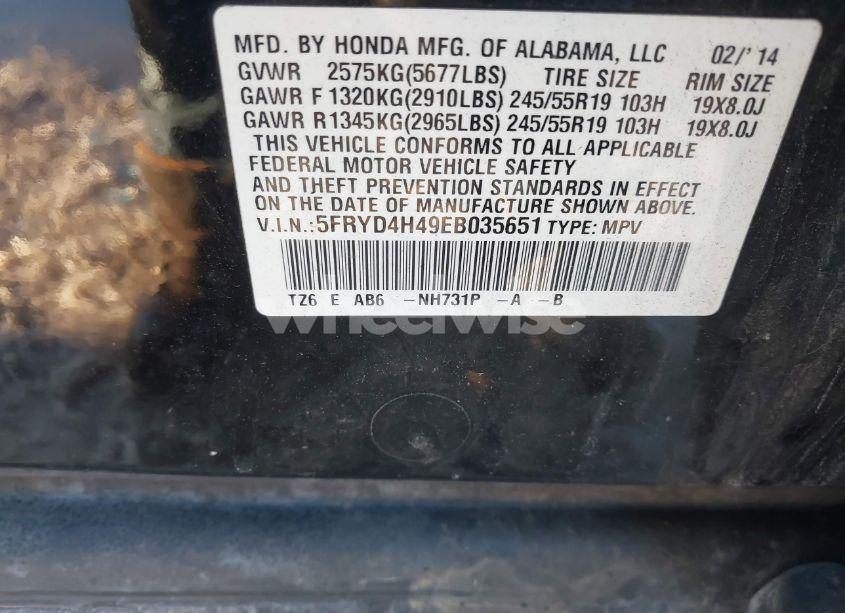 MFD. BY HONDA MFG. OF ALABAMA, LLC 02/'14
GVWR 2575KG(5677LBS) TIRE SIZE RIM SIZE
GAWR F 1320KG(2910LBS) 245/55R19 103H 19X8.0J
GAWR R1345KG(2965LBS) 245/55R19 103H 19X8.0J
THIS VEHICLE CONFORMS TO ALL APPLICABLE
FEDERAL MOTOR VEHICLE SAFETY
AND THEFT PREVENTION STANDARDS IN EFFECT
ON THE DATE OF MANUFACTURE SHOWN ABOVE.
V.I.N.:5FRYD4H49EB035651 TYPE: MPV
TZ6 E AB6 -NH731P -A -B
wheelwise